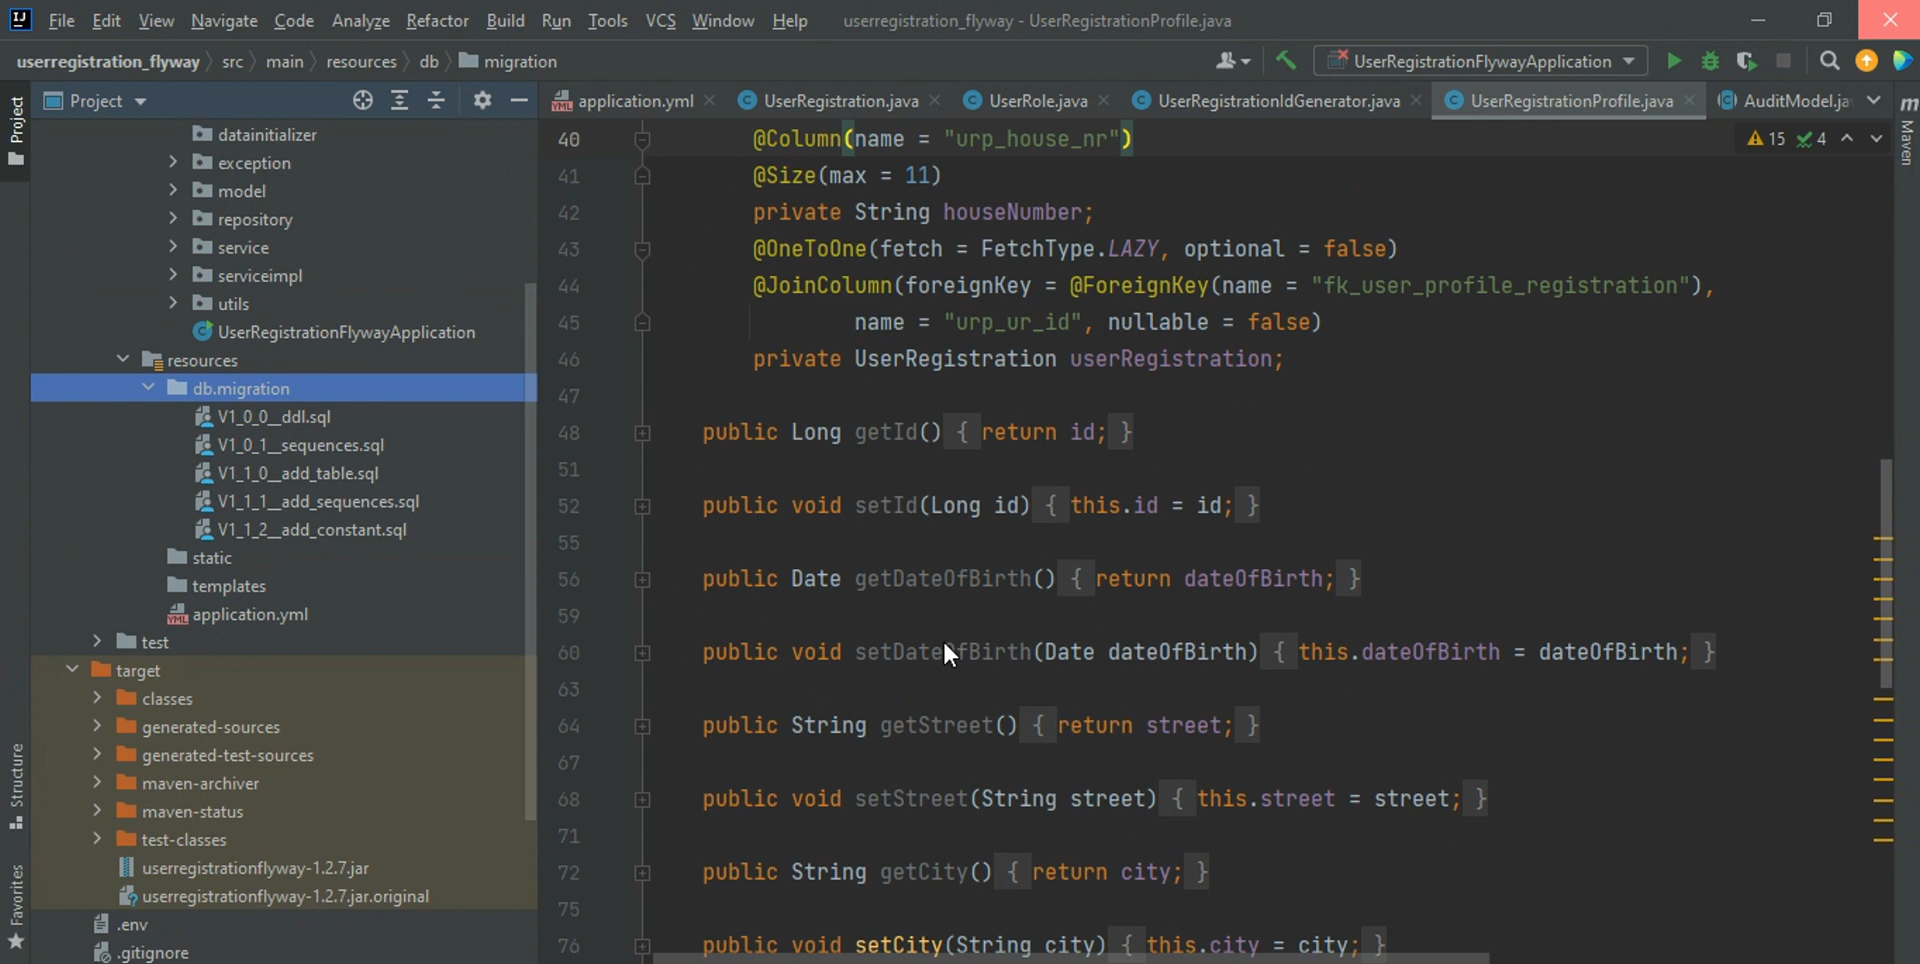 File Edit View Navigate Code Analyze Refactor Build Run Tools VCS Window Help userregistration_flyway - UserRegistrationProfile.java
userregistration_flyway src main resources db migration UserRegistrationFlywayApplication
Project
Project
application.yml UserRegistration.java UserRole.java UserRegistrationIdGenerator.java UserRegistrationProfile.java AuditModel.ja
Maven
15 4
datainitializer
exception
model
repository
service
serviceimpl
utils
UserRegistrationFlywayApplication
resources
db.migration
V1_0_0__ddl.sql
V1_0_1__sequences.sql
V1_1_0__add_table.sql
V1_1_1__add_sequences.sql
V1_1_2__add_constant.sql
static
templates
application.yml
test
target
classes
generated-sources
generated-test-sources
maven-archiver
maven-status
test-classes
userregistrationflyway-1.2.7.jar
userregistrationflyway-1.2.7.jar.original
.env
.gitignore
Structure
Favorites
40 @Column(name = "urp_house_nr")
41 @Size(max = 11)
42 private String houseNumber;
43 @OneToOne(fetch = FetchType.LAZY, optional = false)
44 @JoinColumn(foreignKey = @ForeignKey(name = "fk_user_profile_registration"),
45 name = "urp_ur_id", nullable = false)
46 private UserRegistration userRegistration;
47
48 public Long getId() { return id; }
51
52 public void setId(Long id) { this.id = id; }
55
56 public Date getDateOfBirth() { return dateOfBirth; }
59
60 public void setDateOfBirth(Date dateOfBirth) { this.dateOfBirth = dateOfBirth; }
63
64 public String getStreet() { return street; }
67
68 public void setStreet(String street) { this.street = street; }
71
72 public String getCity() { return city; }
75
76 public void setCity(String city) { this.city = city; }